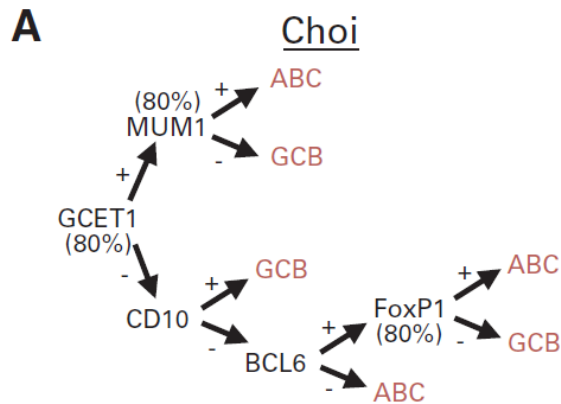 A
Choi
(80%)
MUM1
+
ABC
-
GCB
+
GCET1
(80%)
-
CD10
+
GCB
-
BCL6
+
FoxP1
(80%)
+
ABC
-
GCB
-
ABC